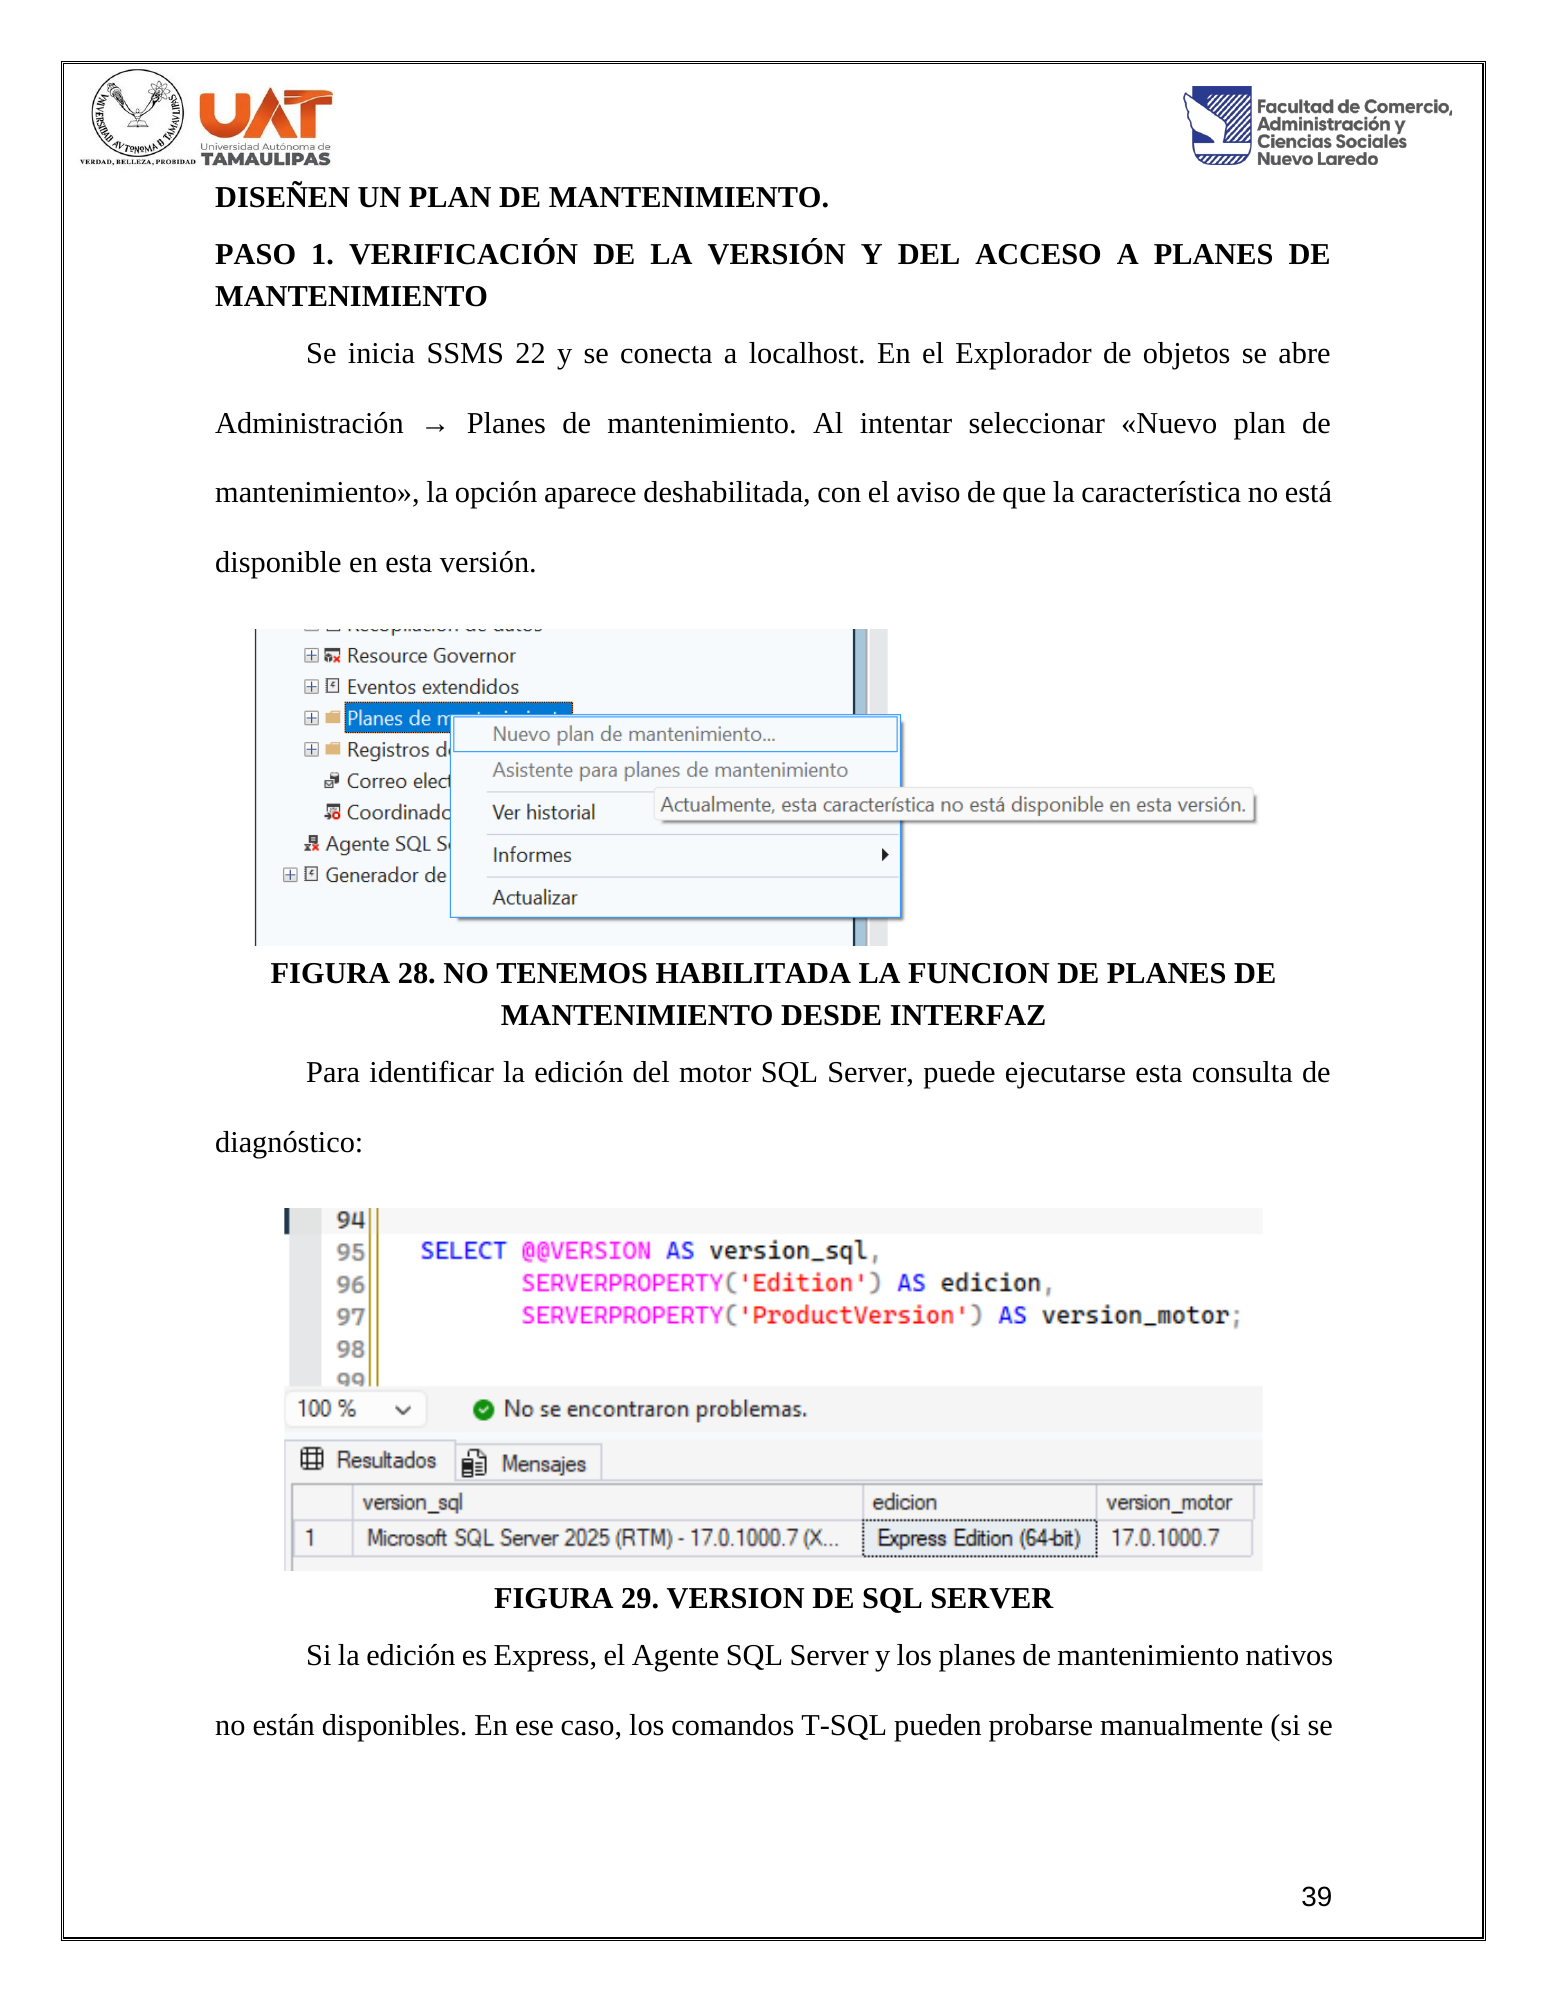 UNIVERSIDAD AVTONOMA D TAMAVLIPAS
VERDAD, BELLEZA, PROBIDAD
UAT
Universidad Autónoma de
TAMAULIPAS
Facultad de Comercio,
Administración y
Ciencias Sociales
Nuevo Laredo
DISEÑEN UN PLAN DE MANTENIMIENTO.
PASO 1. VERIFICACIÓN DE LA VERSIÓN Y DEL ACCESO A PLANES DE
MANTENIMIENTO
Se inicia SSMS 22 y se conecta a localhost. En el Explorador de objetos se abre
Administración → Planes de mantenimiento. Al intentar seleccionar «Nuevo plan de
mantenimiento», la opción aparece deshabilitada, con el aviso de que la característica no está
disponible en esta versión.
Resource Governor
Eventos extendidos
Planes de m
Nuevo plan de mantenimiento...
Registros d
Asistente para planes de mantenimiento
Correo elect
Actualmente, esta característica no está disponible en esta versión.
Coordinado
Ver historial
Agente SQL S
Informes
Generador de
Actualizar
FIGURA 28. NO TENEMOS HABILITADA LA FUNCION DE PLANES DE
MANTENIMIENTO DESDE INTERFAZ
Para identificar la edición del motor SQL Server, puede ejecutarse esta consulta de
diagnóstico:
94
95 SELECT @@VERSION AS version_sql,
96 SERVERPROPERTY('Edition') AS edicion,
97 SERVERPROPERTY('ProductVersion') AS version_motor;
98
99
100 % No se encontraron problemas.
Resultados Mensajes
version_sql edicion version_motor
1 Microsoft SQL Server 2025 (RTM) - 17.0.1000.7 (X... Express Edition (64-bit) 17.0.1000.7
FIGURA 29. VERSION DE SQL SERVER
Si la edición es Express, el Agente SQL Server y los planes de mantenimiento nativos
no están disponibles. En ese caso, los comandos T-SQL pueden probarse manualmente (si se
39